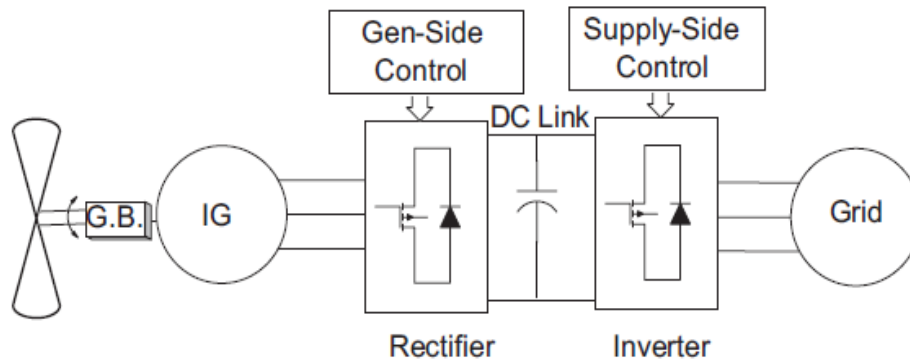 Gen-Side
Control
Supply-Side
Control
DC Link
G.B.
IG
Grid
Rectifier
Inverter